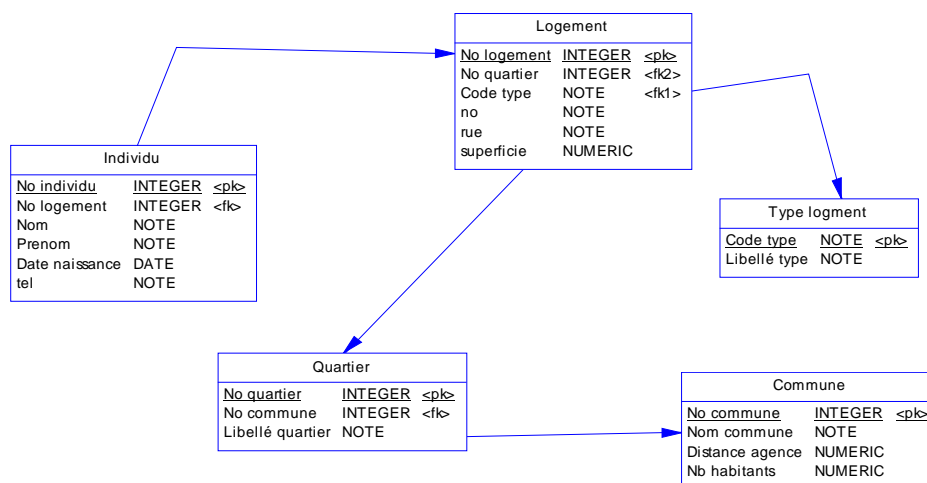 Logement
No logement INTEGER <pk>
No quartier INTEGER <fk2>
Code type NOTE <fk1>
no NOTE
rue NOTE
superficie NUMERIC
Individu
No individu INTEGER <pk>
No logement INTEGER <fk>
Nom NOTE
Prenom NOTE
Date naissance DATE
tel NOTE
Type logment
Code type NOTE <pk>
Libellé type NOTE
Quartier
No quartier INTEGER <pk>
No commune INTEGER <fk>
Libellé quartier NOTE
Commune
No commune INTEGER <pk>
Nom commune NOTE
Distance agence NUMERIC
Nb habitants NUMERIC